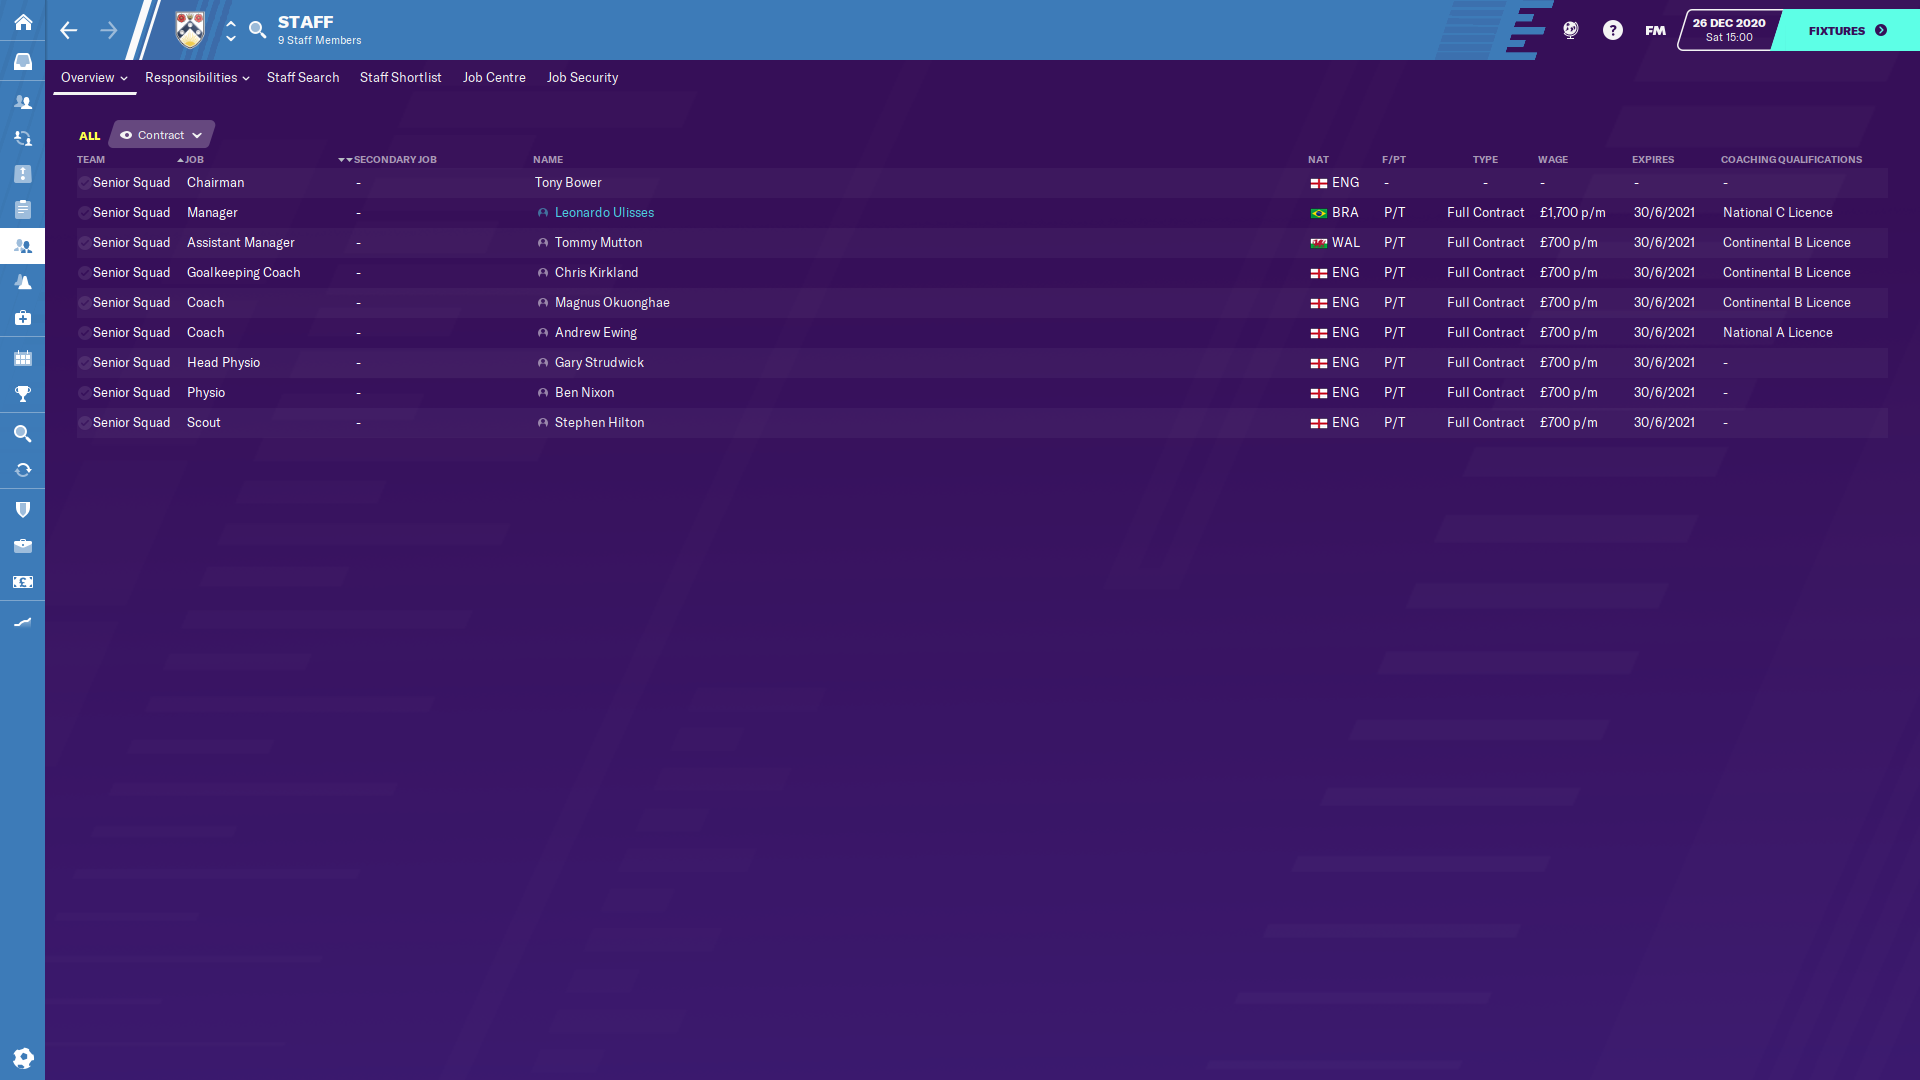 STAFF
9 Staff Members
FM
26 DEC 2020
Sat 15:00
FIXTURES
Overview Responsibilities Staff Search Staff Shortlist Job Centre Job Security
ALL Contract
TEAM JOB SECONDARY JOB NAME NAT F/PT TYPE WAGE EXPIRES COACHING QUALIFICATIONS
Senior Squad Chairman - Tony Bower ENG - - - - -
Senior Squad Manager - Leonardo Ulisses BRA P/T Full Contract £1,700 p/m 30/6/2021 National C Licence
Senior Squad Assistant Manager - Tommy Mutton WAL P/T Full Contract £700 p/m 30/6/2021 Continental B Licence
Senior Squad Goalkeeping Coach - Chris Kirkland ENG P/T Full Contract £700 p/m 30/6/2021 Continental B Licence
Senior Squad Coach - Magnus Okuonghae ENG P/T Full Contract £700 p/m 30/6/2021 Continental B Licence
Senior Squad Coach - Andrew Ewing ENG P/T Full Contract £700 p/m 30/6/2021 National A Licence
Senior Squad Head Physio - Gary Strudwick ENG P/T Full Contract £700 p/m 30/6/2021 -
Senior Squad Physio - Ben Nixon ENG P/T Full Contract £700 p/m 30/6/2021 -
Senior Squad Scout - Stephen Hilton ENG P/T Full Contract £700 p/m 30/6/2021 -